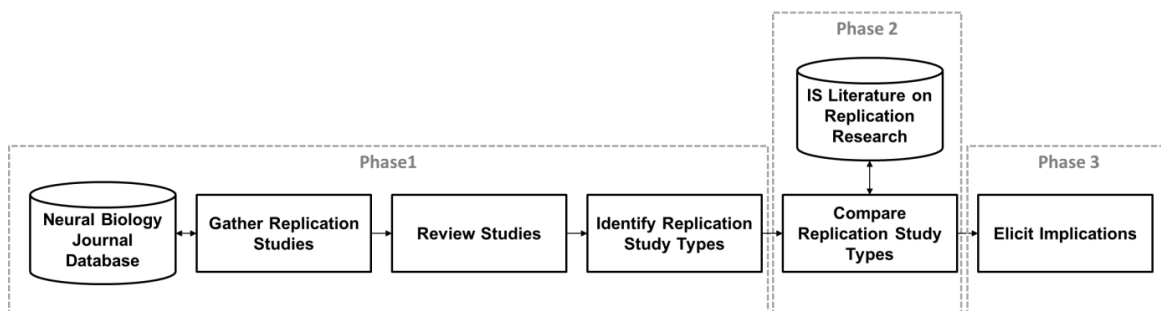 Phase 2
IS Literature on
Replication
Research
Phase1
Phase 3
Neural Biology
Journal
Database
Gather Replication
Studies
Review Studies
Identify Replication
Study Types
Compare
Replication Study
Types
Elicit Implications